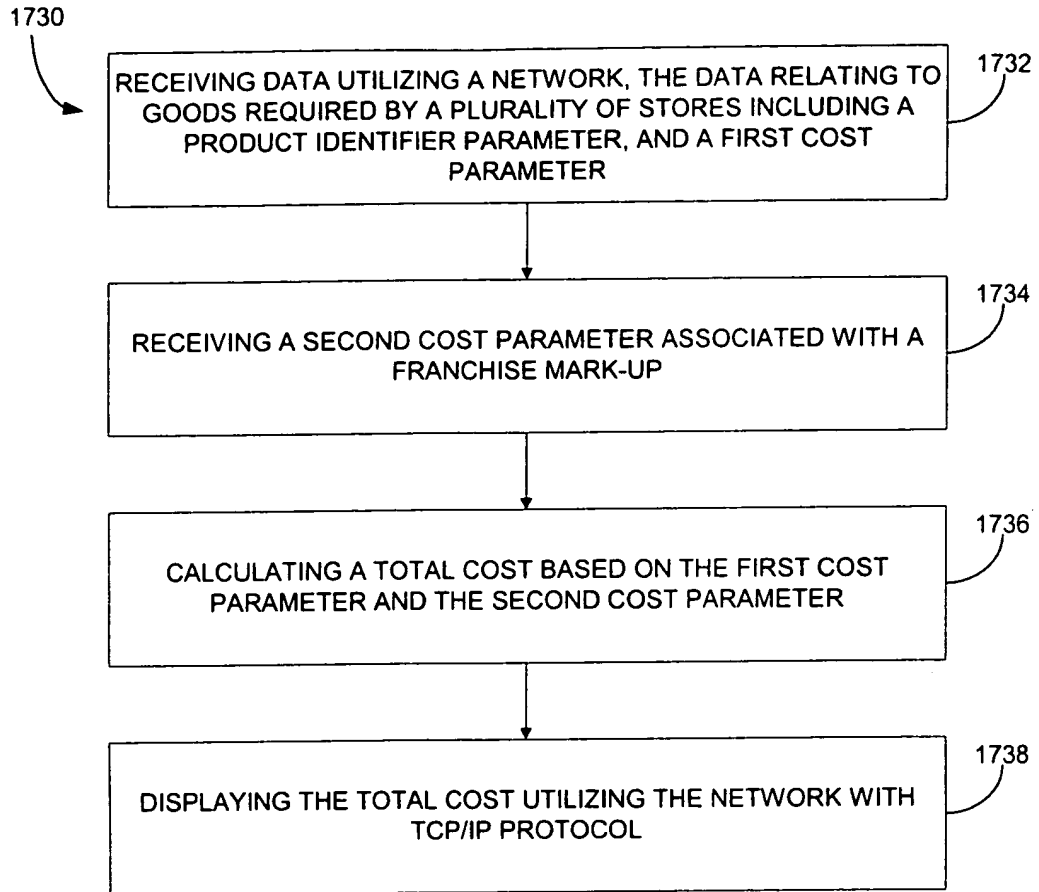 1730
1732
RECEIVING DATA UTILIZING A NETWORK, THE DATA RELATING TO
GOODS REQUIRED BY A PLURALITY OF STORES INCLUDING A
PRODUCT IDENTIFIER PARAMETER, AND A FIRST COST
PARAMETER
1734
RECEIVING A SECOND COST PARAMETER ASSOCIATED WITH A
FRANCHISE MARK-UP
1736
CALCULATING A TOTAL COST BASED ON THE FIRST COST
PARAMETER AND THE SECOND COST PARAMETER
1738
DISPLAYING THE TOTAL COST UTILIZING THE NETWORK WITH
TCP/IP PROTOCOL